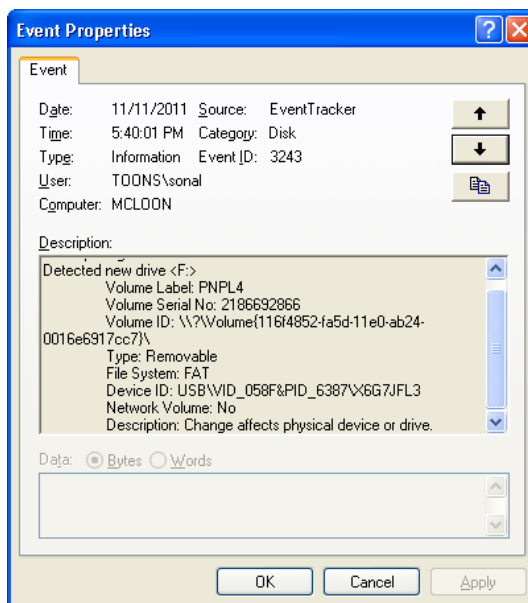 Event Properties
Event
Date: 11/11/2011 Source: EventTracker
Time: 5:40:01 PM Category: Disk
Type: Information Event ID: 3243
User: TOONS\sonal
Computer: MCLOON
Description:
Detected new drive <F:>
Volume Label: PNPL4
Volume Serial No: 2186692866
Volume ID: \\?\Volume{116f4852-fa5d-11e0-ab24-
0016e6917cc7}\
Type: Removable
File System: FAT
Device ID: USB\VID_058F&PID_6387\X6G7JFL3
Network Volume: No
Description: Change affects physical device or drive.
Data: Bytes Words
OK Cancel Apply